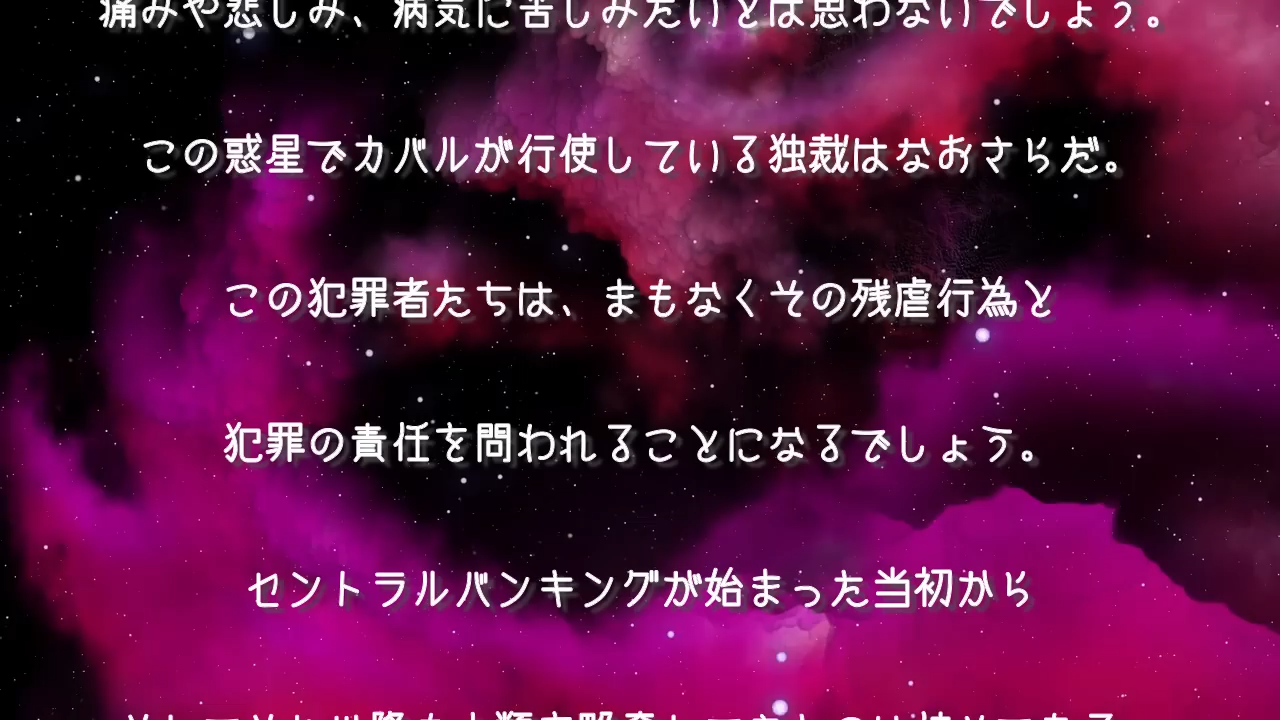 痛みや悲しみ、病気に苦しみたいとは思わないでしょう。
この惑星でカバルが行使している独裁はなおさらだ。
この犯罪者たちは、まもなくその残虐行為と
犯罪の責任を問われることになるでしょう。
セントラルバンキングが始まった当初から